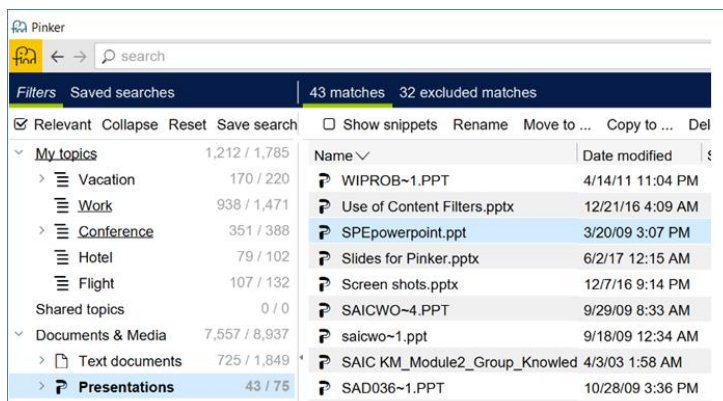 Pinker
find
search
Filters Saved searches 43 matches 32 excluded matches
Relevant Collapse Reset Save search Show snippets Rename Move to ... Copy to ...
My topics 1,212 / 1,785 Name Date modified
Vacation 170 / 220 WIPROB~1.PPT 4/14/11 11:04 PM
Work 938 / 1,471 Use of Content Filters.pptx 12/21/16 4:09 AM
Conference 351 / 388 SPEpowerpoint.ppt 3/20/09 3:07 PM
Hotel 79 / 102 Slides for Pinker.pptx 6/2/17 12:15 AM
Flight 107 / 132 Screen shots.pptx 12/7/16 9:14 PM
Shared topics 0 / 0 SAICWO~4.PPT 9/29/09 8:33 AM
Documents & Media 7,557 / 8,937 saicwo~1.ppt 9/18/09 12:34 AM
Text documents 725 / 1,849 SAIC KM_Module2_Group_Knowled 4/3/03 1:58 AM
Presentations 43 / 75 SAD036~1.PPT 10/28/09 3:36 PM